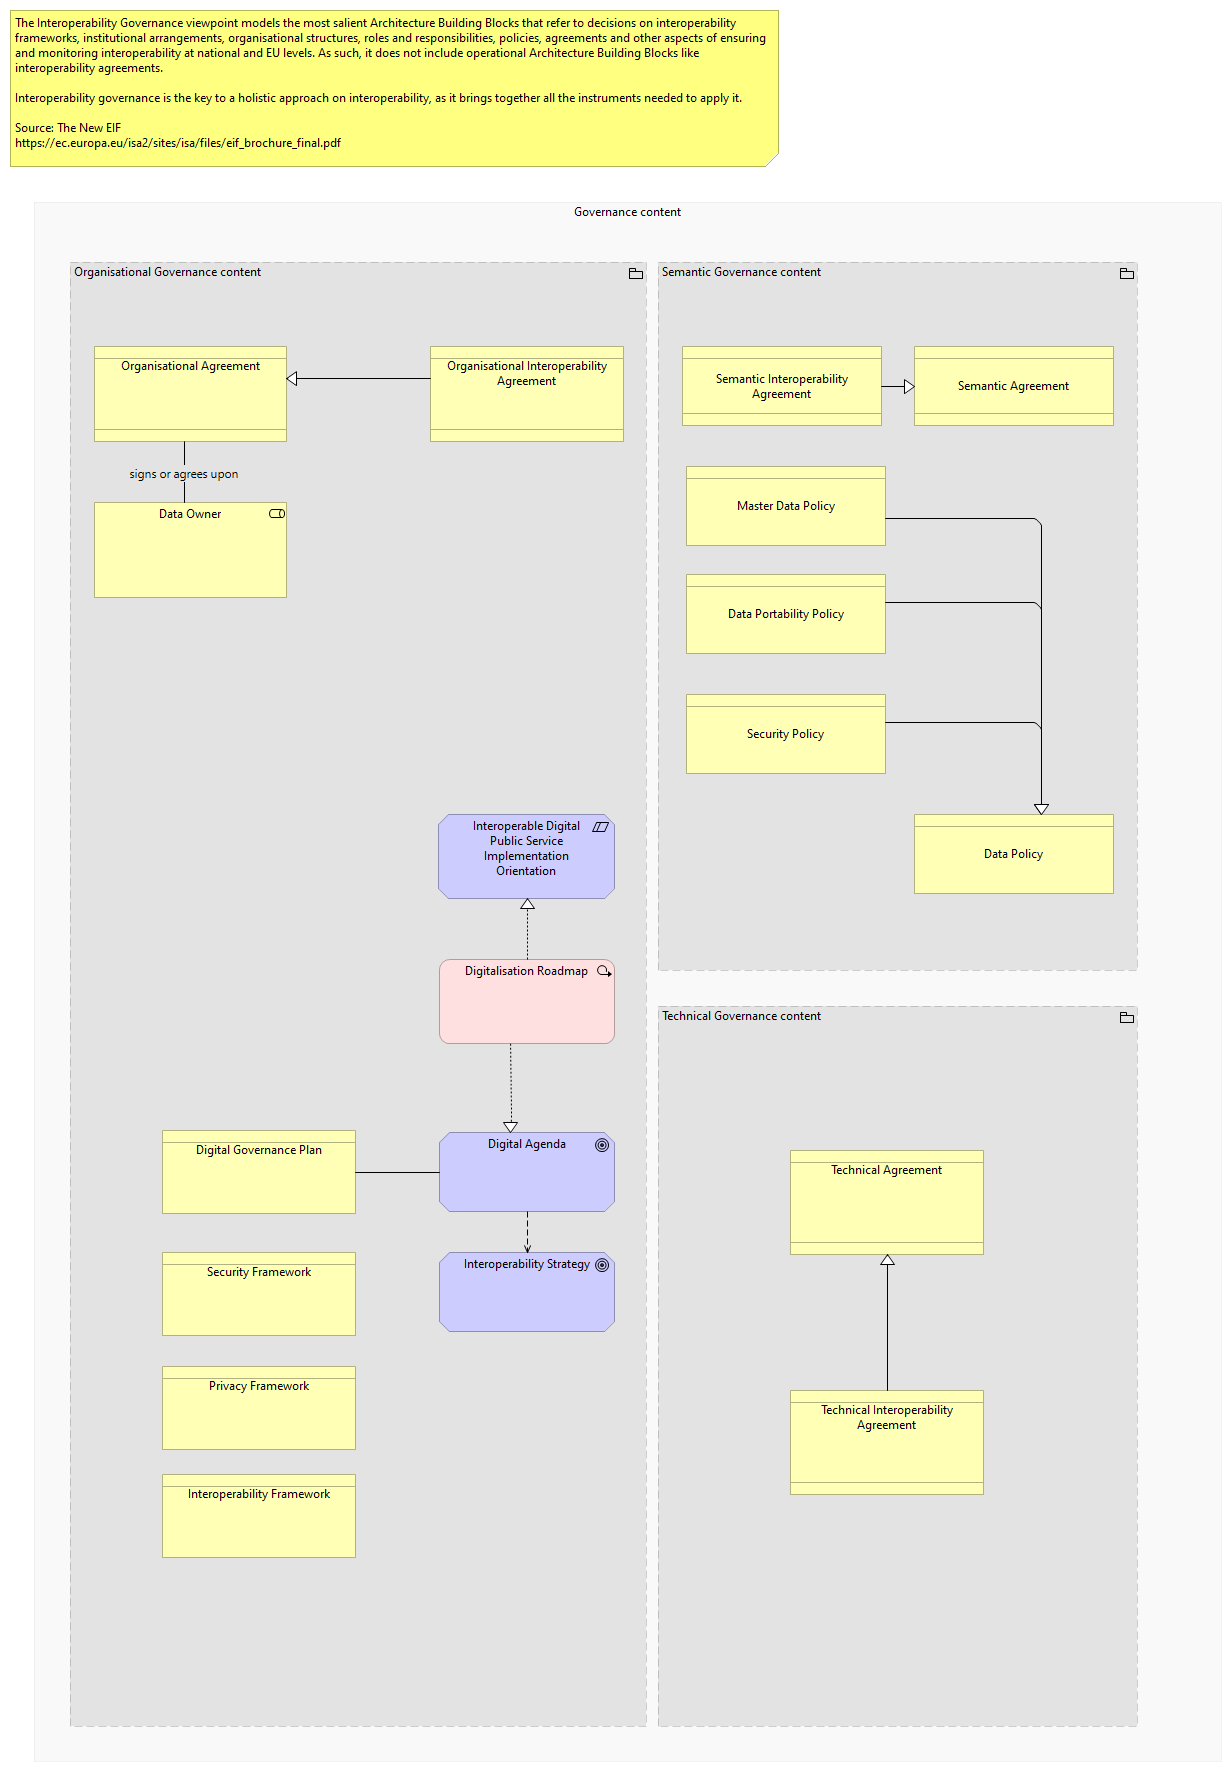 The Interoperability Governance viewpoint models the most salient Architecture Building Blocks that refer to decisions on interoperability
frameworks, institutional arrangements, organisational structures, roles and responsibilities, policies, agreements and other aspects of ensuring
and monitoring interoperability at national and EU levels. As such, it does not include operational Architecture Building Blocks like
interoperability agreements.
Interoperability governance is the key to a holistic approach on interoperability, as it brings together all the instruments needed to apply it.
Source: The New EIF
https://ec.europa.eu/isa2/sites/isa/files/eif_brochure_final.pdf
Governance content
Organisational Governance content
Organisational Agreement
Organisational Interoperability
Agreement
signs or agrees upon
Data Owner
Interoperable Digital
Public Service
Implementation
Orientation
Digitalisation Roadmap
Digital Governance Plan
Digital Agenda
Security Framework
Interoperability Strategy
Privacy Framework
Interoperability Framework
Semantic Governance content
Semantic Interoperability
Agreement
Semantic Agreement
Master Data Policy
Data Portability Policy
Security Policy
Data Policy
Technical Governance content
Technical Agreement
Technical Interoperability
Agreement